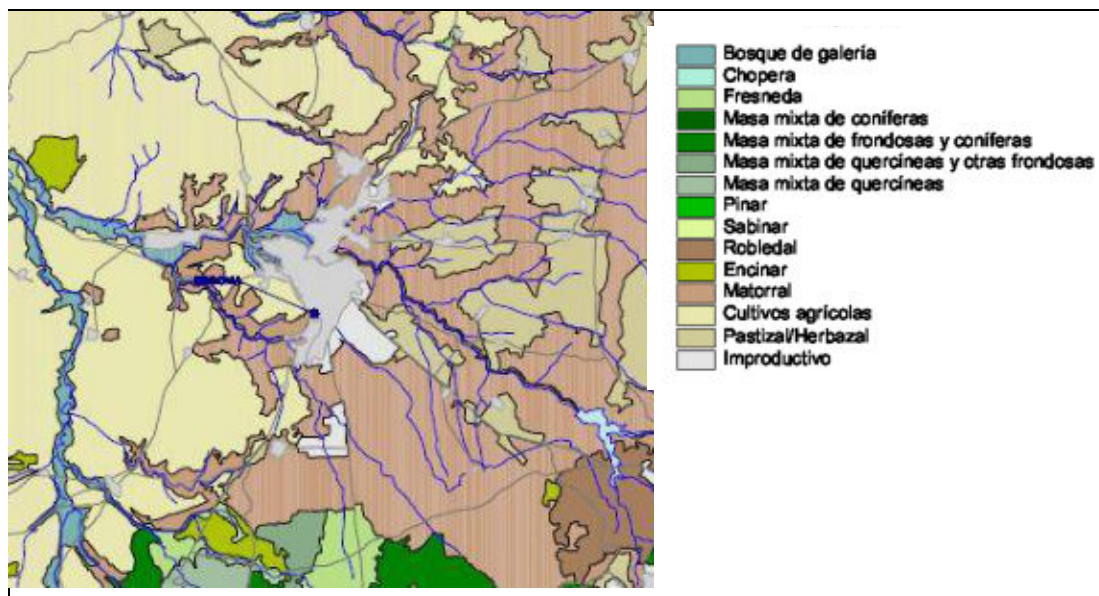 Bosque de galería
Chopera
Fresneda
Masa mixta de coníferas
Masa mixta de frondosas y coníferas
Masa mixta de quercíneas y otras frondosas
Masa mixta de quercíneas
Pinar
Sabinar
Robledal
Encinar
Matorral
Cultivos agrícolas
Pastizal/Herbazal
Improductivo